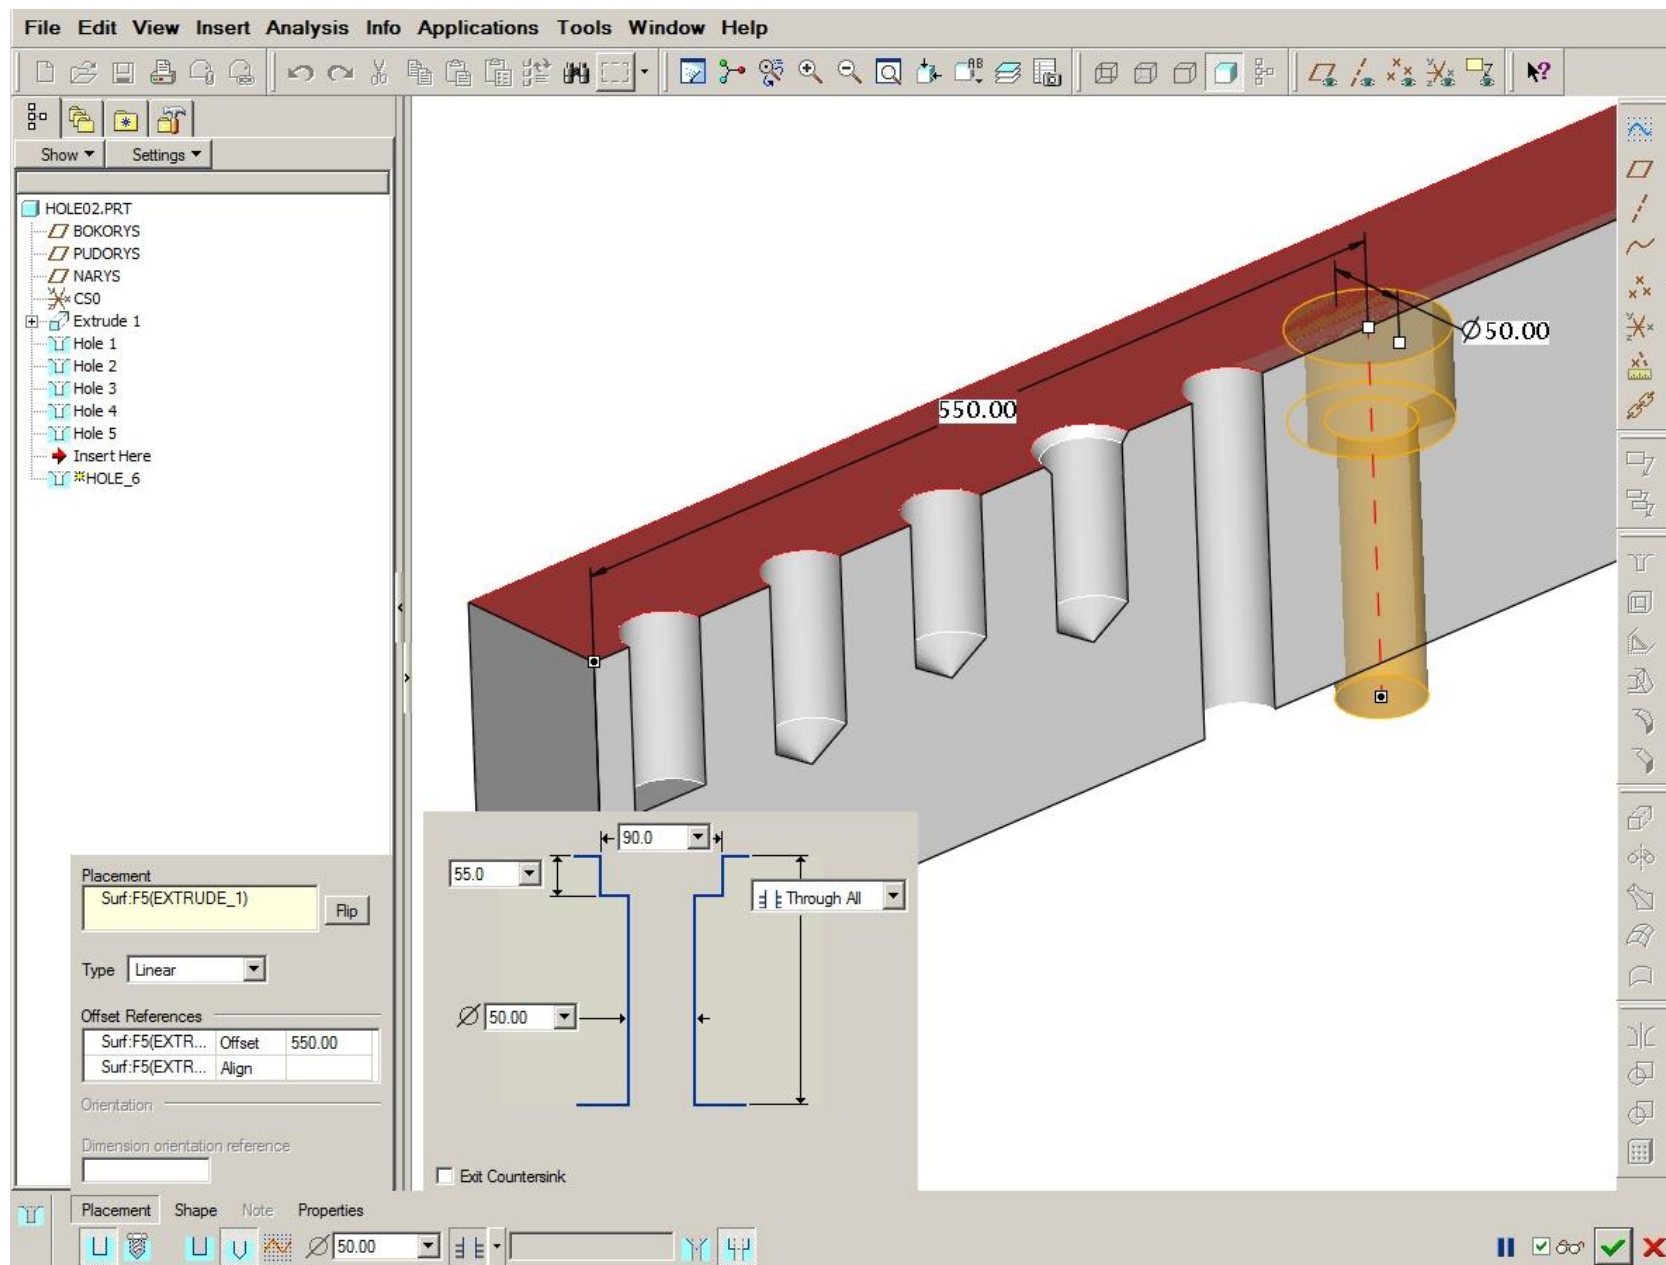 File Edit View Insert Analysis Info Applications Tools Window Help
Show Settings
HOLE02.PRT
BOKORYS
PUDORYS
NARYS
CS0
Extrude 1
Hole 1
Hole 2
Hole 3
Hole 4
Hole 5
Insert Here
HOLE_6
Ø50.00
550.00
Placement
Surf:F5(EXTRUDE_1)
Flip
Type Linear
Offset References
Surf:F5(EXTR... Offset 550.00
Surf:F5(EXTR... Align
Orientation
Dimension orientation reference
90.0
55.0
Through All
Ø 50.00
Exit Countersink
Placement Shape Note Properties
Ø 50.00